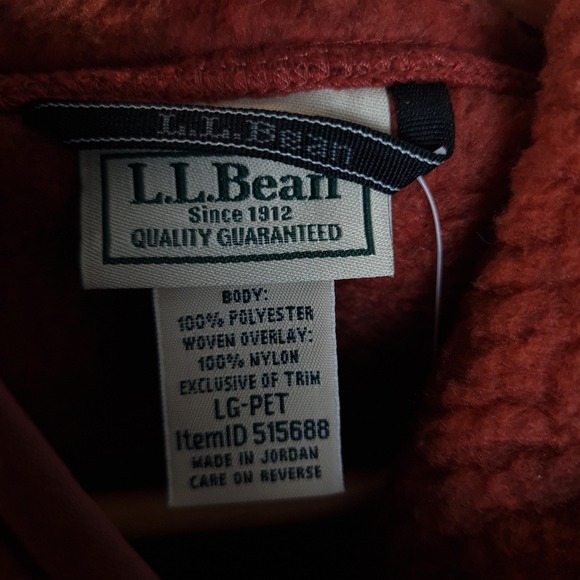 L.L.Bean
L.L.Bean
Since 1912
QUALITY GUARANTEED
BODY:
100% POLYESTER
WOVEN OVERLAY:
100% NYLON
EXCLUSIVE OF TRIM
LG-PET
ItemID 515688
MADE IN JORDAN
CARE ON REVERSE